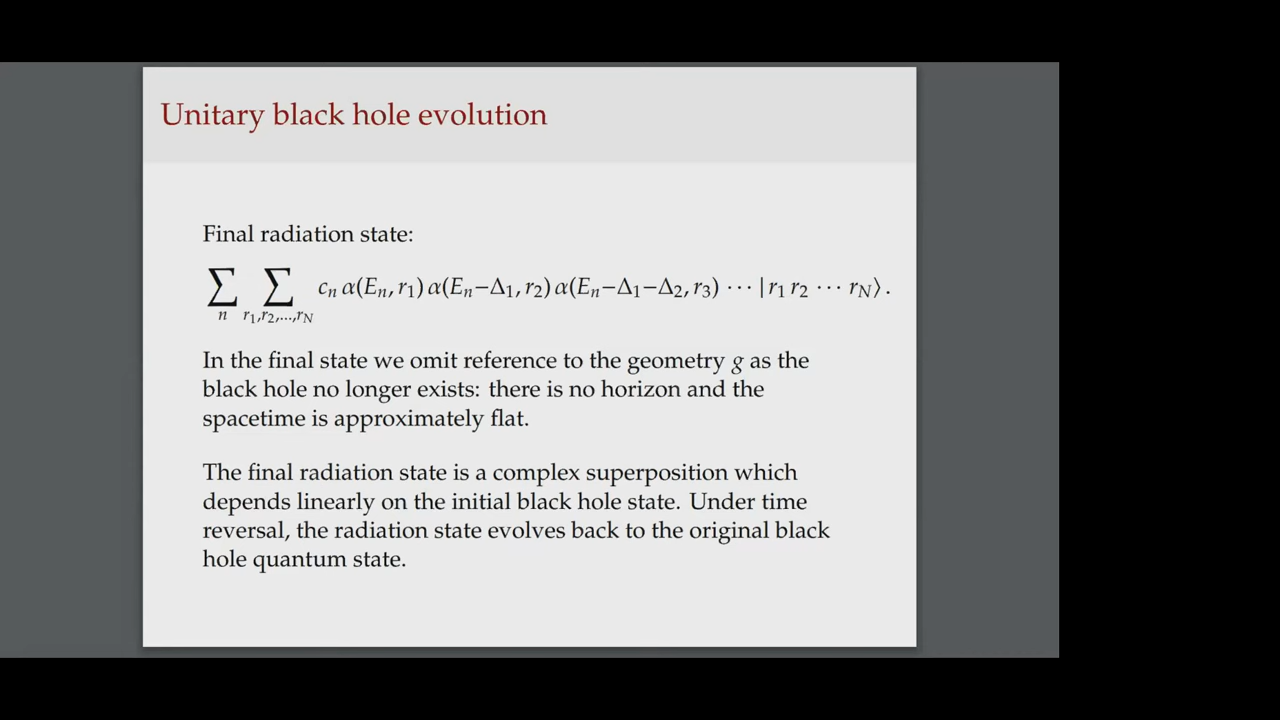 Unitary black hole evolution
Final radiation state:
∑ₙ ∑_{r₁,r₂,...,r_N} cₙ α(Eₙ, r₁) α(Eₙ−Δ₁, r₂) α(Eₙ−Δ₁−Δ₂, r₃) ⋯ | r₁ r₂ ⋯ r_N⟩ .
In the final state we omit reference to the geometry g as the
black hole no longer exists: there is no horizon and the
spacetime is approximately flat.
The final radiation state is a complex superposition which
depends linearly on the initial black hole state. Under time
reversal, the radiation state evolves back to the original black
hole quantum state.